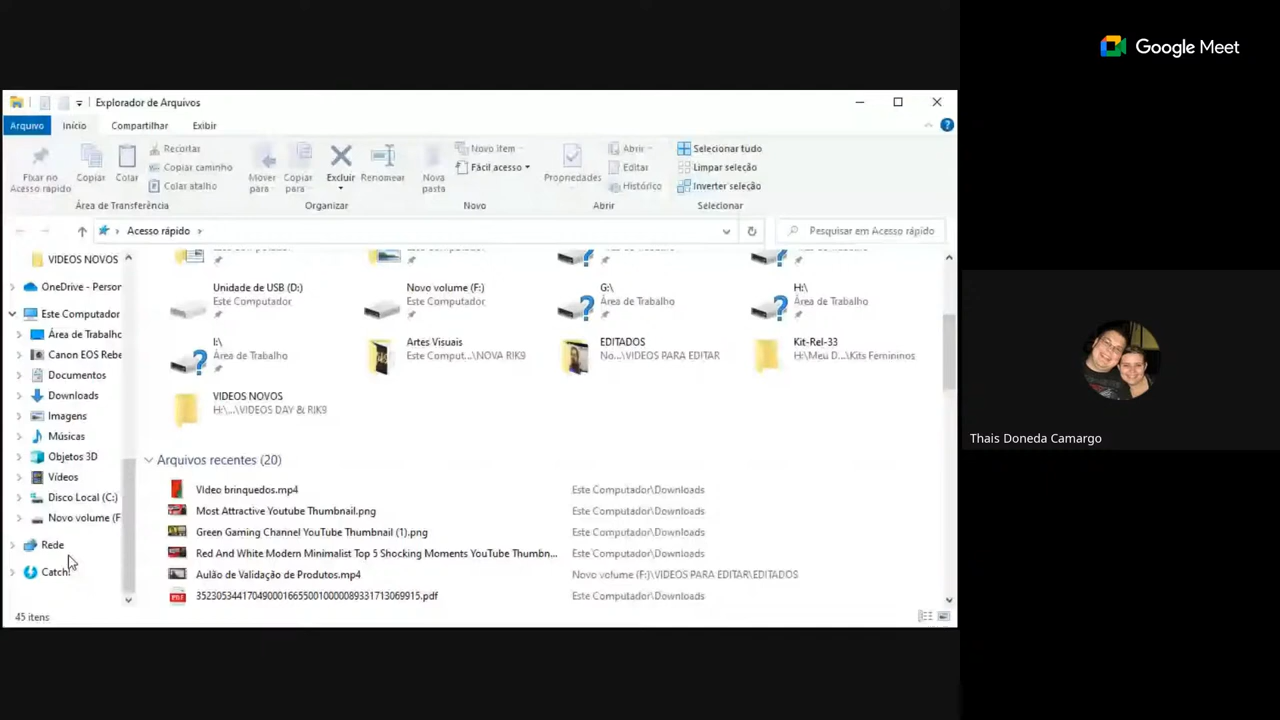 Google Meet
Explorador de Arquivos
Arquivo Início Compartilhar Exibir
Fixar no Acesso rápido
Copiar
Colar
Recortar
Copiar caminho
Colar atalho
Área de Transferência
Mover para
Copiar para
Excluir
Renomear
Organizar
Nova pasta
Novo item
Fácil acesso
Novo
Propriedades
Abrir
Editar
Histórico
Abrir
Selecionar tudo
Limpar seleção
Inverter seleção
Selecionar
Acesso rápido
Pesquisar em Acesso rápido
VIDEOS NOVOS
OneDrive - Person
Este Computador
Área de Trabalho
Canon EOS Rebe
Documentos
Downloads
Imagens
Músicas
Objetos 3D
Vídeos
Disco Local (C:)
Novo volume (F
Rede
Catch!
Unidade de USB (D:)
Este Computador
Novo volume (F:)
Este Computador
G:\
Área de Trabalho
H:\
Área de Trabalho
I:\
Área de Trabalho
Artes Visuais
Este Comput...\NOVA RIK9
EDITADOS
No...\VIDEOS PARA EDITAR
Kit-Rel-33
H:\Meu D...\Kits Femininos
VIDEOS NOVOS
H:\...\VIDEOS DAY & RIK9
Arquivos recentes (20)
Vídeo brinquedos.mp4 Este Computador\Downloads
Most Attractive Youtube Thumbnail.png Este Computador\Downloads
Green Gaming Channel YouTube Thumbnail (1).png Este Computador\Downloads
Red And White Modern Minimalist Top 5 Shocking Moments YouTube Thumbn... Este Computador\Downloads
Aulão de Validação de Produtos.mp4 Novo volume (F:)\VIDEOS PARA EDITAR\EDITADOS
35230534417049000166550010000089331713069915.pdf Este Computador\Downloads
45 itens
Thais Doneda Camargo